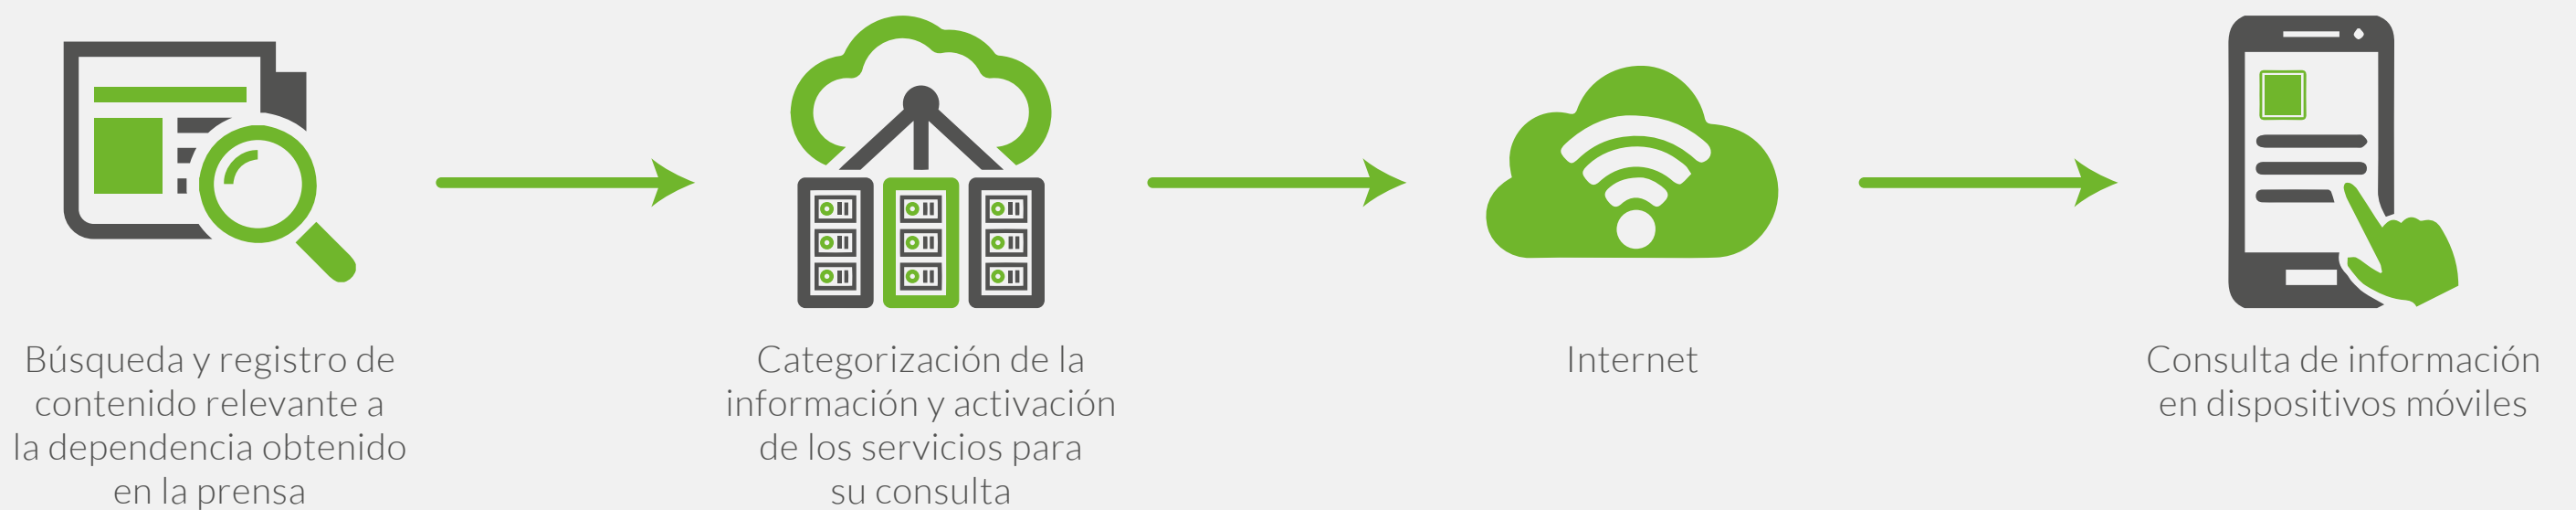 Búsqueda y registro de
contenido relevante a
la dependencia obtenido
en la prensa
Categorización de la
información y activación
de los servicios para
su consulta
Internet
Consulta de información
en dispositivos móviles